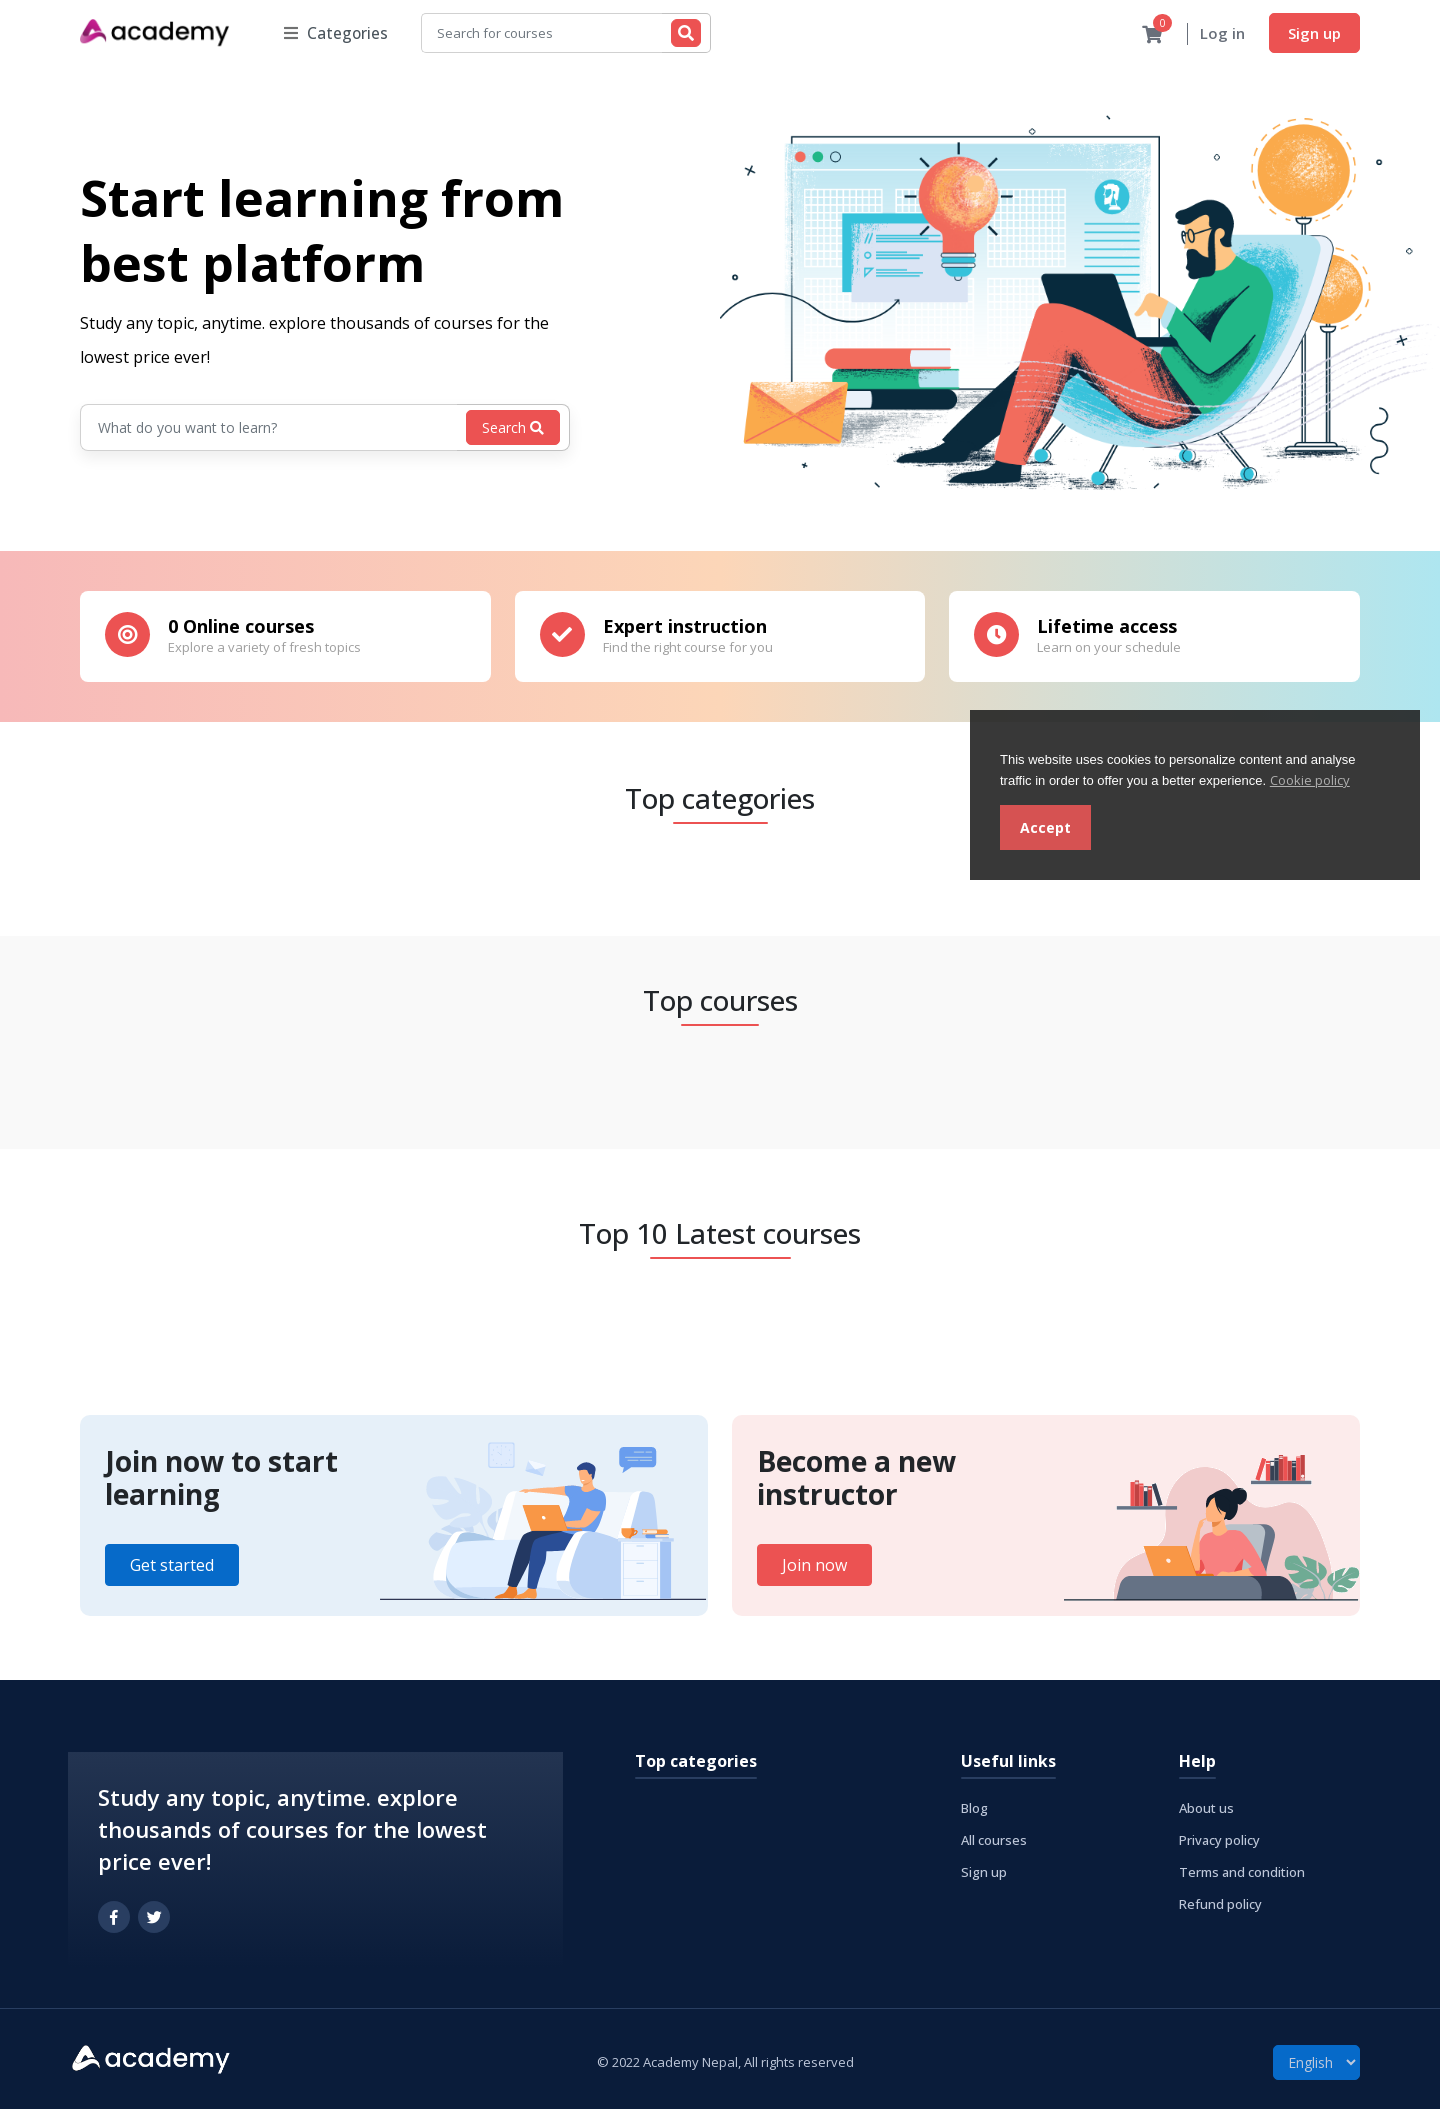 academy
Categories
Search for courses
0
Log in
Sign up
Start learning from
best platform
Study any topic, anytime. explore thousands of courses for the
lowest price ever!
What do you want to learn?
Search
0 Online courses
Explore a variety of fresh topics
Expert instruction
Find the right course for you
Lifetime access
Learn on your schedule
This website uses cookies to personalize content and analyse
traffic in order to offer you a better experience. Cookie policy
Accept
Top categories
Top courses
Top 10 Latest courses
Join now to start
learning
Get started
Become a new
instructor
Join now
Study any topic, anytime. explore
thousands of courses for the lowest
price ever!
Top categories
Useful links
Blog
All courses
Sign up
Help
About us
Privacy policy
Terms and condition
Refund policy
academy
© 2022 Academy Nepal, All rights reserved
English